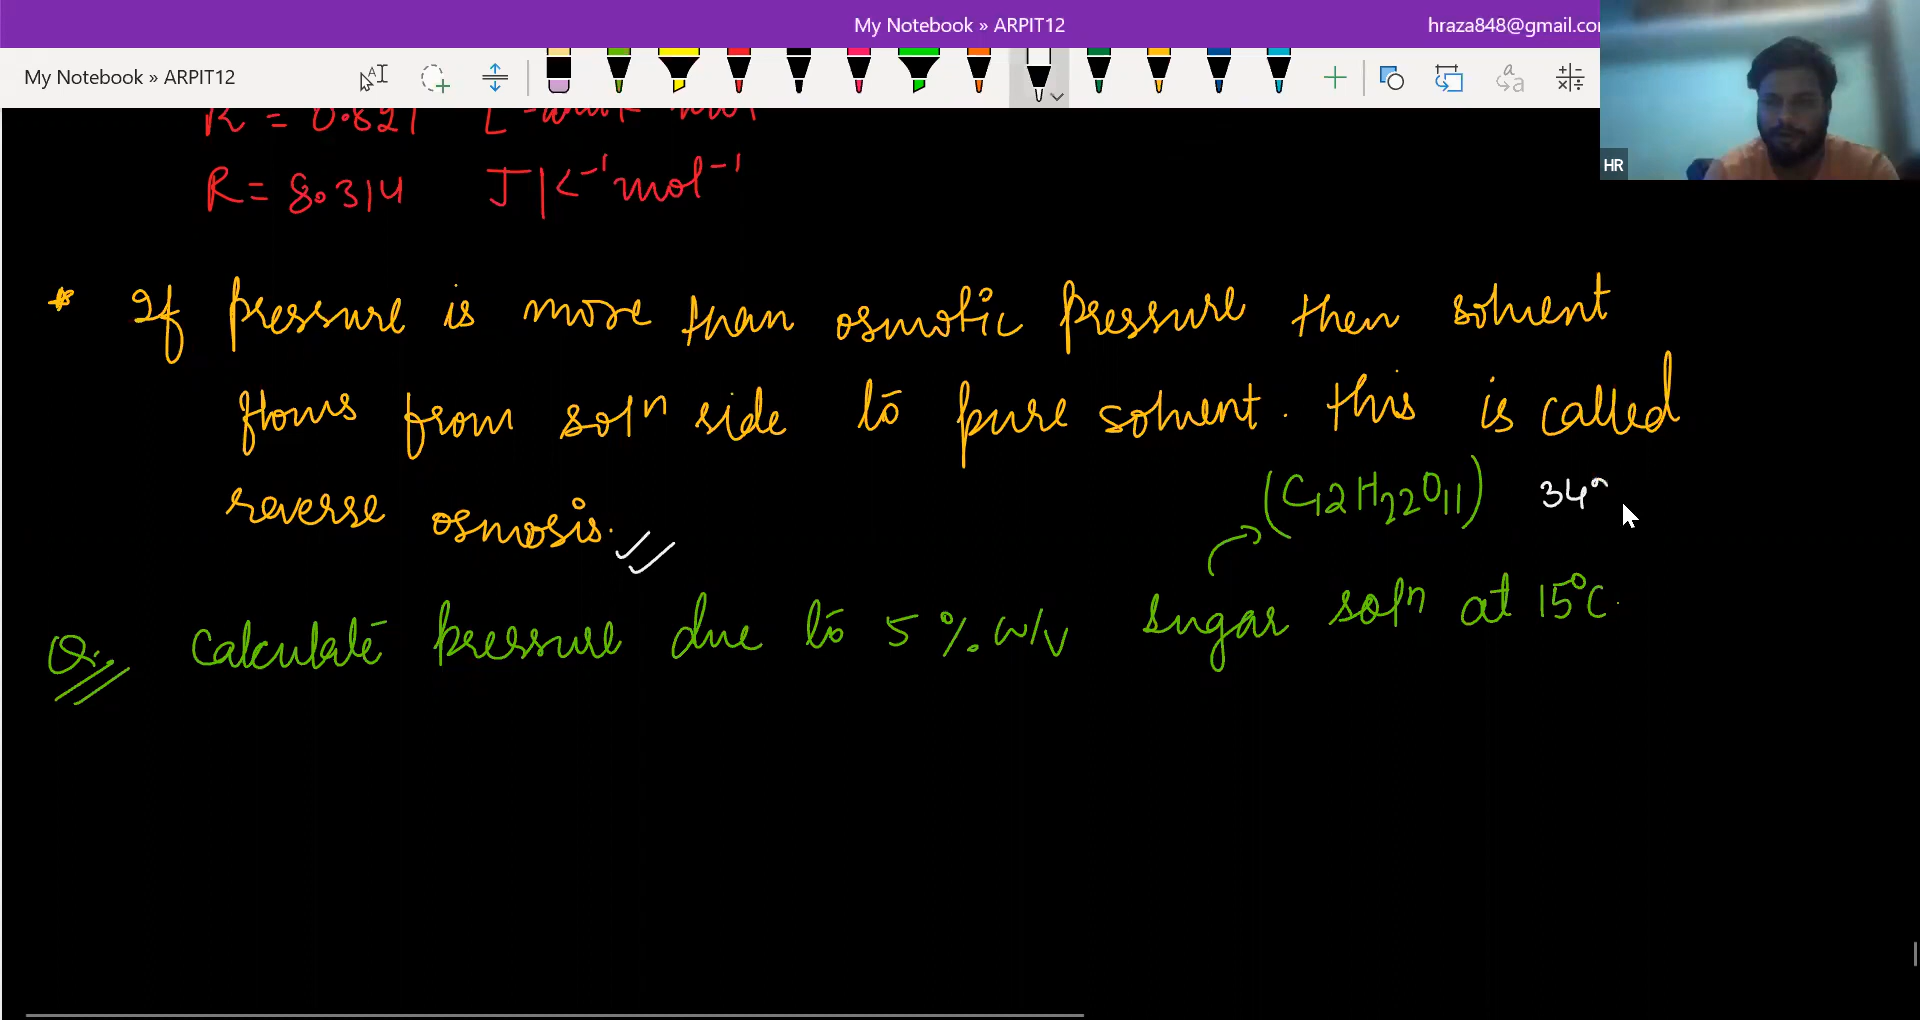 My Notebook » ARPIT12
hraza848@gmail.co
My Notebook » ARPIT12
HR
R = 0.821 L
R = 8.314 J K⁻¹ mol⁻¹
* If pressure is more than osmotic pressure then solvent
flows from solⁿ side to pure solvent. this is called
reverse osmosis.
(C12H22O11) 34
Q. Calculate pressure due to 5 % w/v sugar solⁿ at 15°C.